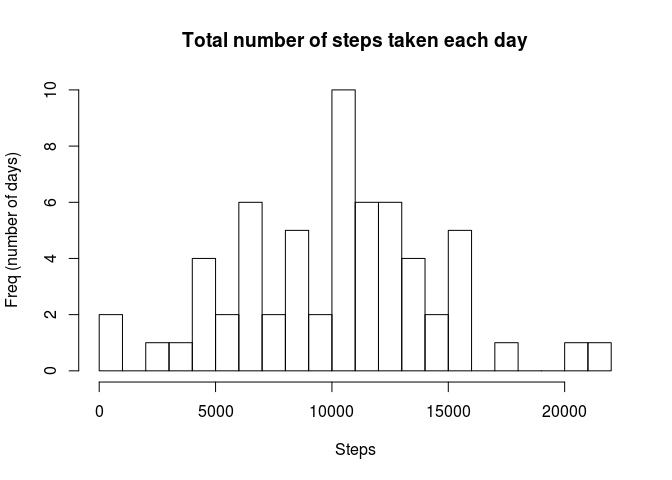 Total number of steps taken each day
Freq (number of days)
10
8
6
4
2
0
0 5000 10000 15000 20000
Steps